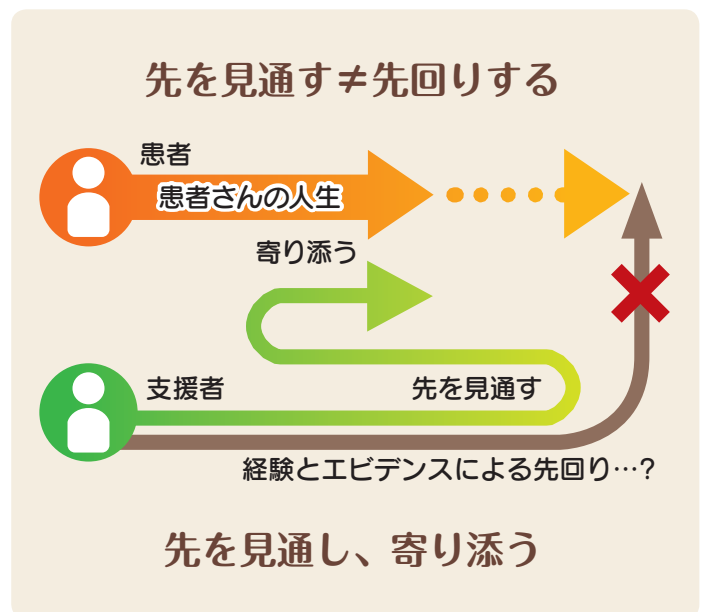 先を見通す≠先回りする
患者
患者さんの人生
寄り添う
支援者
先を見通す
経験とエビデンスによる先回り…?
先を見通し、寄り添う